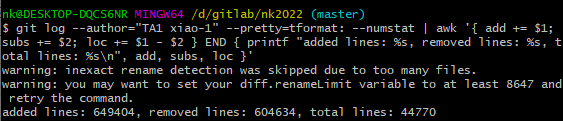 nk@DESKTOP-DQCS6NR MINGW64 /d/gitlab/nk2022 (master)
$ git log --author="TA1 xiao-1" --pretty=tformat: --numstat | awk '{ add += $1;
subs += $2; loc += $1 - $2 } END { printf "added lines: %s, removed lines: %s, t
otal lines: %s\n", add, subs, loc }'
warning: inexact rename detection was skipped due to too many files.
warning: you may want to set your diff.renameLimit variable to at least 8647 and
 retry the command.
added lines: 649404, removed lines: 604634, total lines: 44770